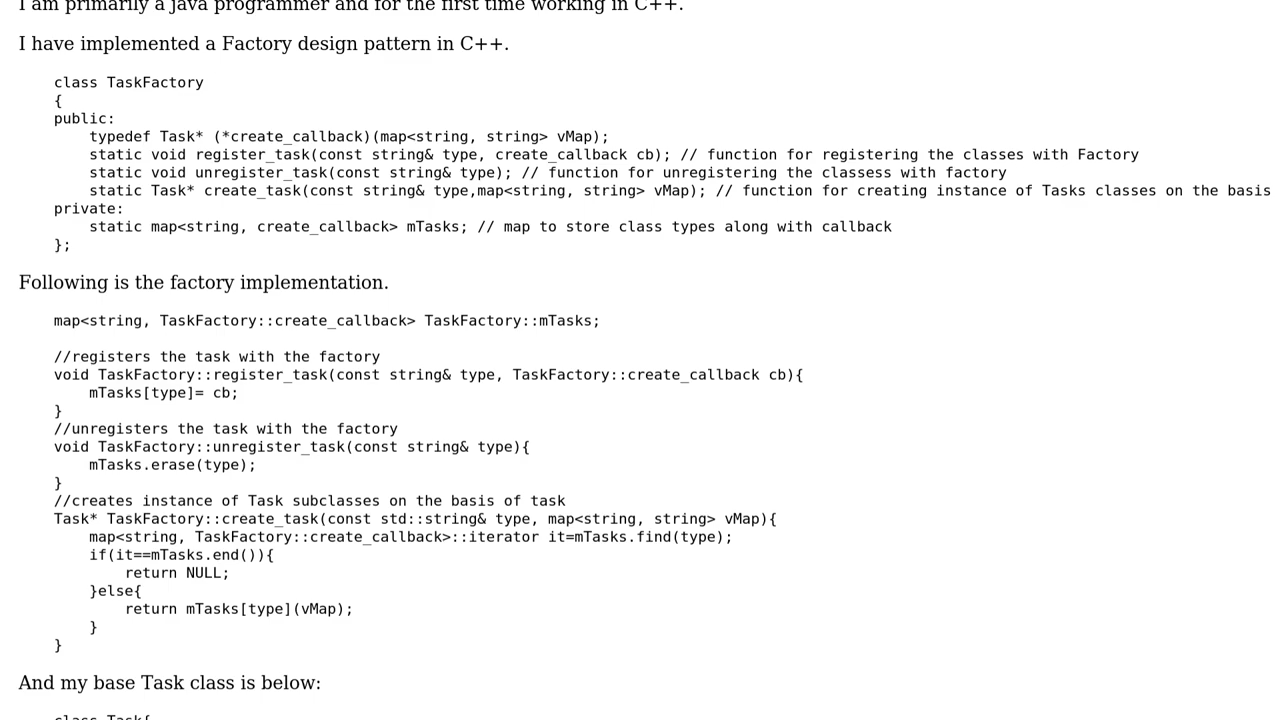 I am primarily a java programmer and for the first time working in C++.
I have implemented a Factory design pattern in C++.
class TaskFactory
{
public:
    typedef Task* (*create_callback)(map<string, string> vMap);
    static void register_task(const string& type, create_callback cb); // function for registering the classes with Factory
    static void unregister_task(const string& type); // function for unregistering the classess with factory
    static Task* create_task(const string& type,map<string, string> vMap); // function for creating instance of Tasks classes on the basis
private:
    static map<string, create_callback> mTasks; // map to store class types along with callback
};
Following is the factory implementation.
map<string, TaskFactory::create_callback> TaskFactory::mTasks;
//registers the task with the factory
void TaskFactory::register_task(const string& type, TaskFactory::create_callback cb){
    mTasks[type]= cb;
}
//unregisters the task with the factory
void TaskFactory::unregister_task(const string& type){
    mTasks.erase(type);
}
//creates instance of Task subclasses on the basis of task
Task* TaskFactory::create_task(const std::string& type, map<string, string> vMap){
    map<string, TaskFactory::create_callback>::iterator it=mTasks.find(type);
    if(it==mTasks.end()){
        return NULL;
    }else{
        return mTasks[type](vMap);
    }
}
And my base Task class is below:
class Task{